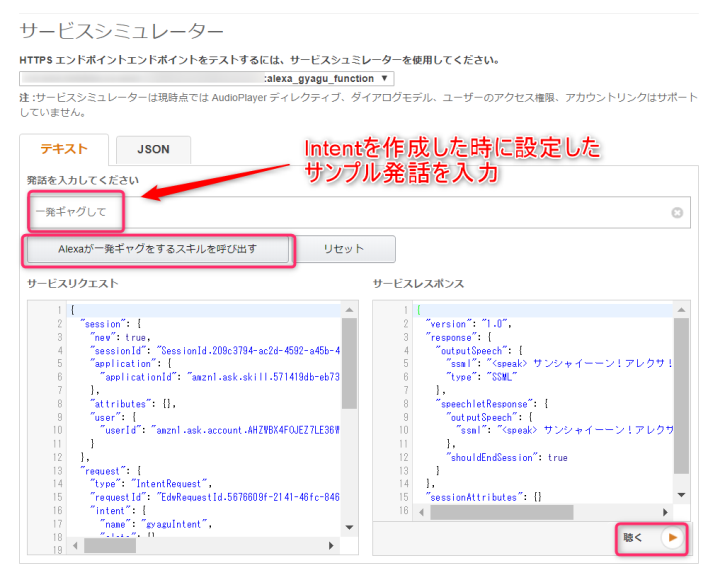 サービスシミュレーター
HTTPS エンドポイントエンドポイントをテストするには、サービスシュミレーターを使用してください。
:alexa_gyagu_function ▼
注 :サービスシミュレーターは現時点では AudioPlayer ディレクティブ、ダイアログモデル、ユーザーのアクセス権限、アカウントリンクはサポート
していません。
テキスト
JSON
Intentを作成した時に設定した
サンプル発話を入力
発話を入力してください
一発ギャグして
Alexaが一発ギャグをするスキルを呼び出す
リセット
サービスリクエスト
1 {
2 "session": {
3 "new": true,
4 "sessionId": "SessionId.209c3794-ac2d-4592-a45b-4
5 "application": {
6 "applicationId": "amzn1.ask.skill.571419db-eb73
7 },
8 "attributes": {},
9 "user": {
10 "userId": "amzn1.ask.account.AHZWBX4FOJEZ7LE36W
11 }
12 },
13 "request": {
14 "type": "IntentRequest",
15 "requestId": "EdwRequestId.5676609f-2141-46fc-846
16 "intent": {
17 "name": "gyaguIntent",
18 "slots": {}
19
サービスレスポンス
1 {
2 "version": "1.0",
3 "response": {
4 "outputSpeech": {
5 "ssml": "<speak> サンシャイーーン！アレクサ！
6 "type": "SSML"
7 },
8 "speechletResponse": {
9 "outputSpeech": {
10 "ssml": "<speak> サンシャイーーン！アレクサ
11 },
12 "shouldEndSession": true
13 }
14 },
15 "sessionAttributes": {}
16
聴く